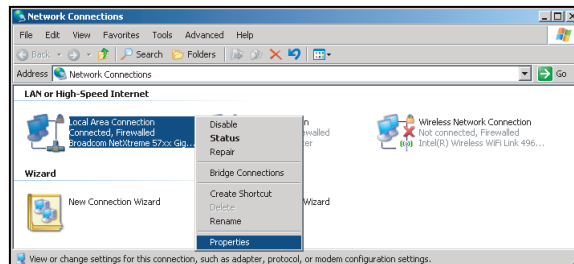 Network Connections
File Edit View Favorites Tools Advanced Help
Back Search Folders
Address Network Connections Go
LAN or High-Speed Internet
Local Area Connection
Connected, Firewalled
Broadcom NetXtreme 57xx Gig...
Disable
Status
Repair
Bridge Connections
Create Shortcut
Delete
Rename
Properties
Wireless Network Connection
Not connected, Firewalled
Intel(R) Wireless WiFi Link 496...
Wizard
New Connection Wizard
Wizard
View or change settings for this connection, such as adapter, protocol, or modem configuration settings.